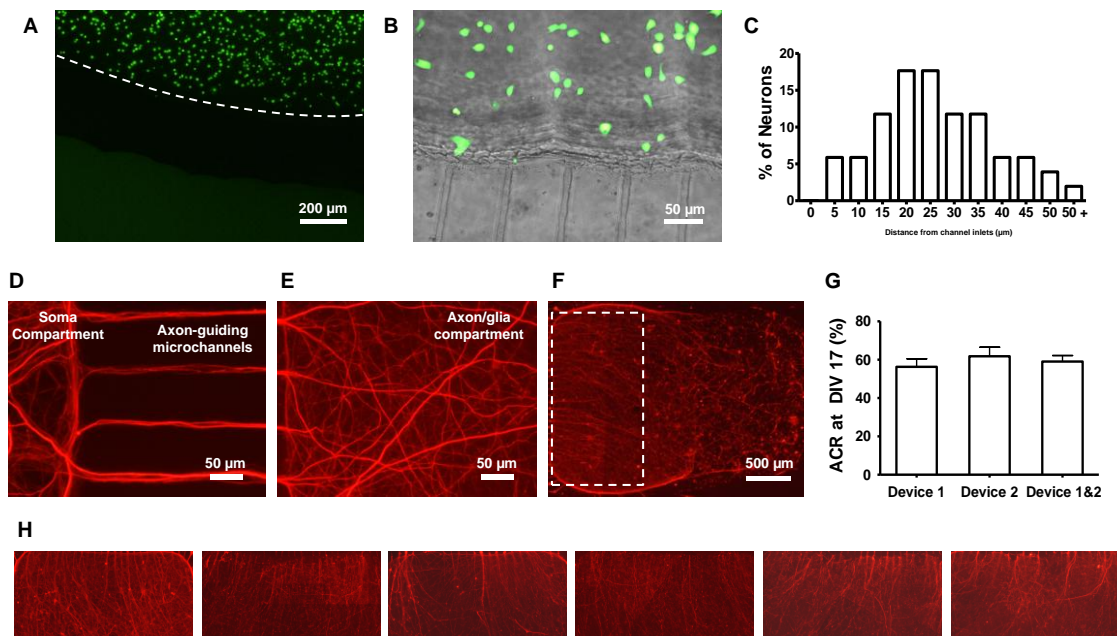 A
200 µm
B
50 µm
C
% of Neurons
20
15
10
5
0
0 5 10 15 20 25 30 35 40 45 50 50 +
Distance from channel inlets (µm)
D
Soma
Compartment
Axon-guiding
microchannels
50 µm
E
Axon/glia
compartment
50 µm
F
500 µm
G
ACR at DIV 17 (%)
80
60
40
20
0
Device 1 Device 2 Device 1&2
H